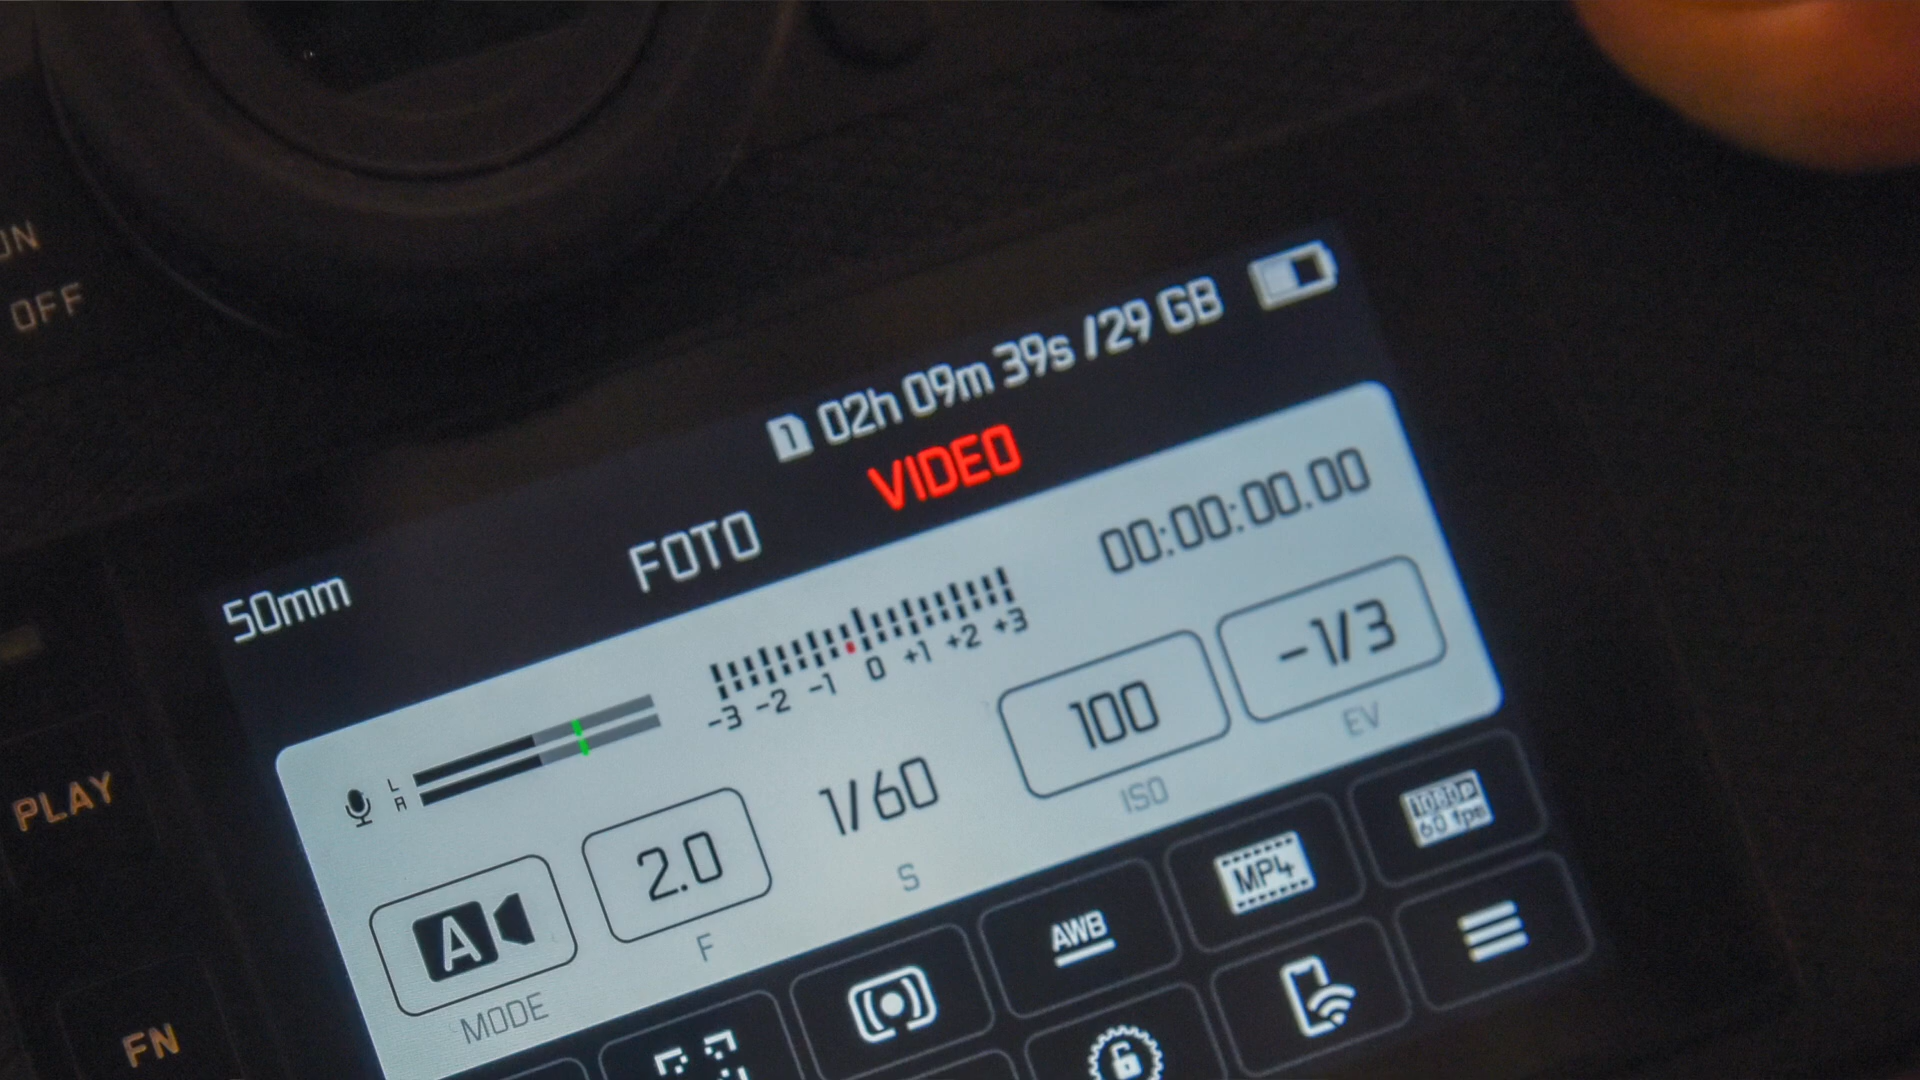 ON
OFF
1 02h 09m 39s /29 GB
50mm FOTO VIDEO
00:00:00.00
-3 -2 -1 0 +1 +2 +3
L
R
A 2.0 1/60 100 -1/3
MODE F S ISO EV
AWB MP4 1080P
60 fps
PLAY
FN